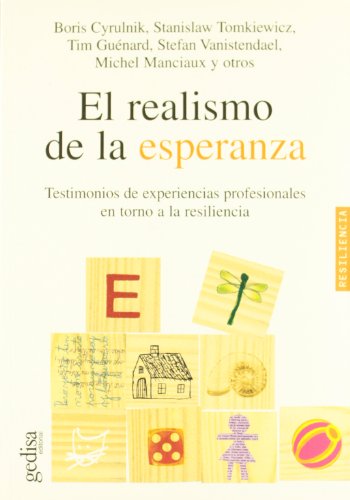 Boris Cyrulnik, Stanislaw Tomkiewicz,
Tim Guénard, Stefan Vanistendael,
Michel Manciaux y otros
El realismo
de la esperanza
Testimonios de experiencias profesionales
en torno a la resiliencia
RESILIENCIA
E
gedisa
editorial